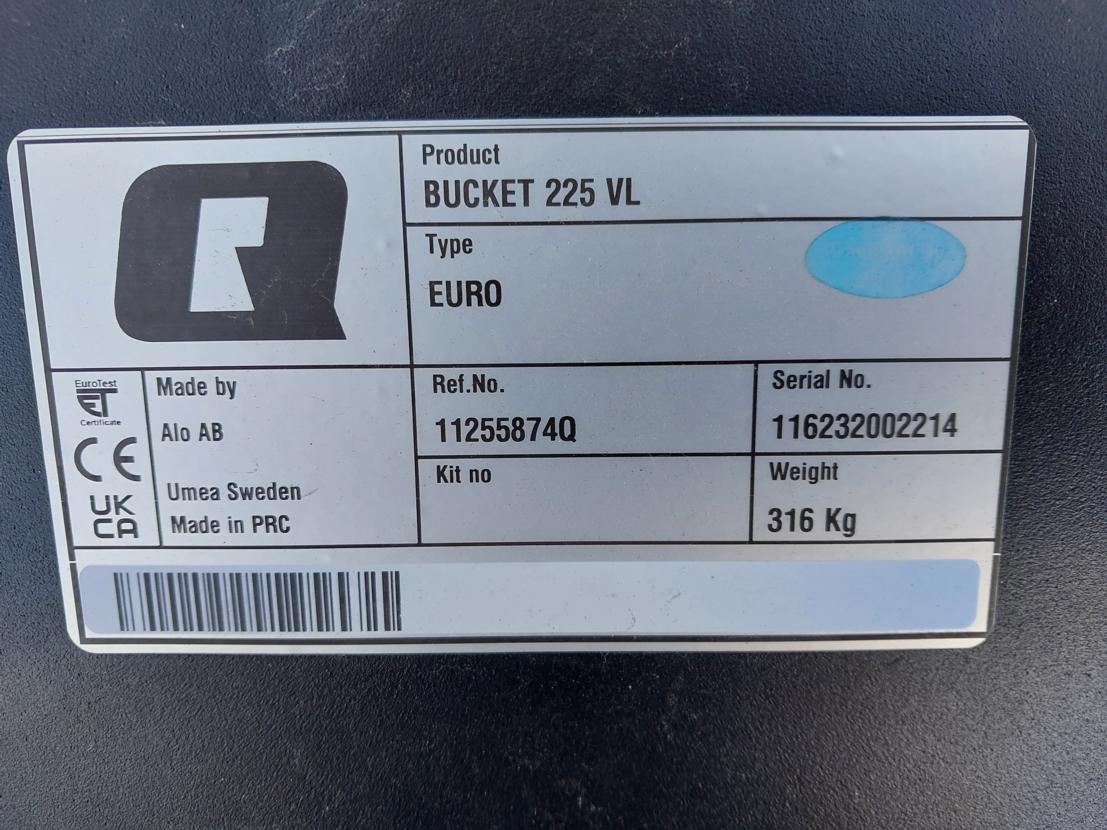 Product
BUCKET 225 VL
Type
EURO
EuroTest
ET
Certificate
CE
UK
CA
Made by
Alo AB
Umea Sweden
Made in PRC
Ref.No.
11255874Q
Serial No.
116232002214
Kit no
Weight
316 Kg